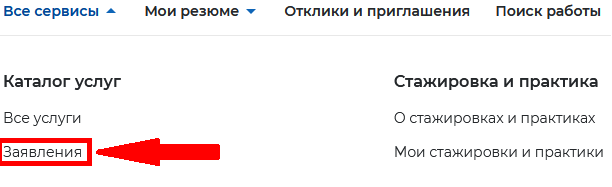 Все сервисы Мои резюме Отклики и приглашения Поиск работы
Каталог услуг Стажировка и практика
Все услуги О стажировках и практиках
Заявления Мои стажировки и практики